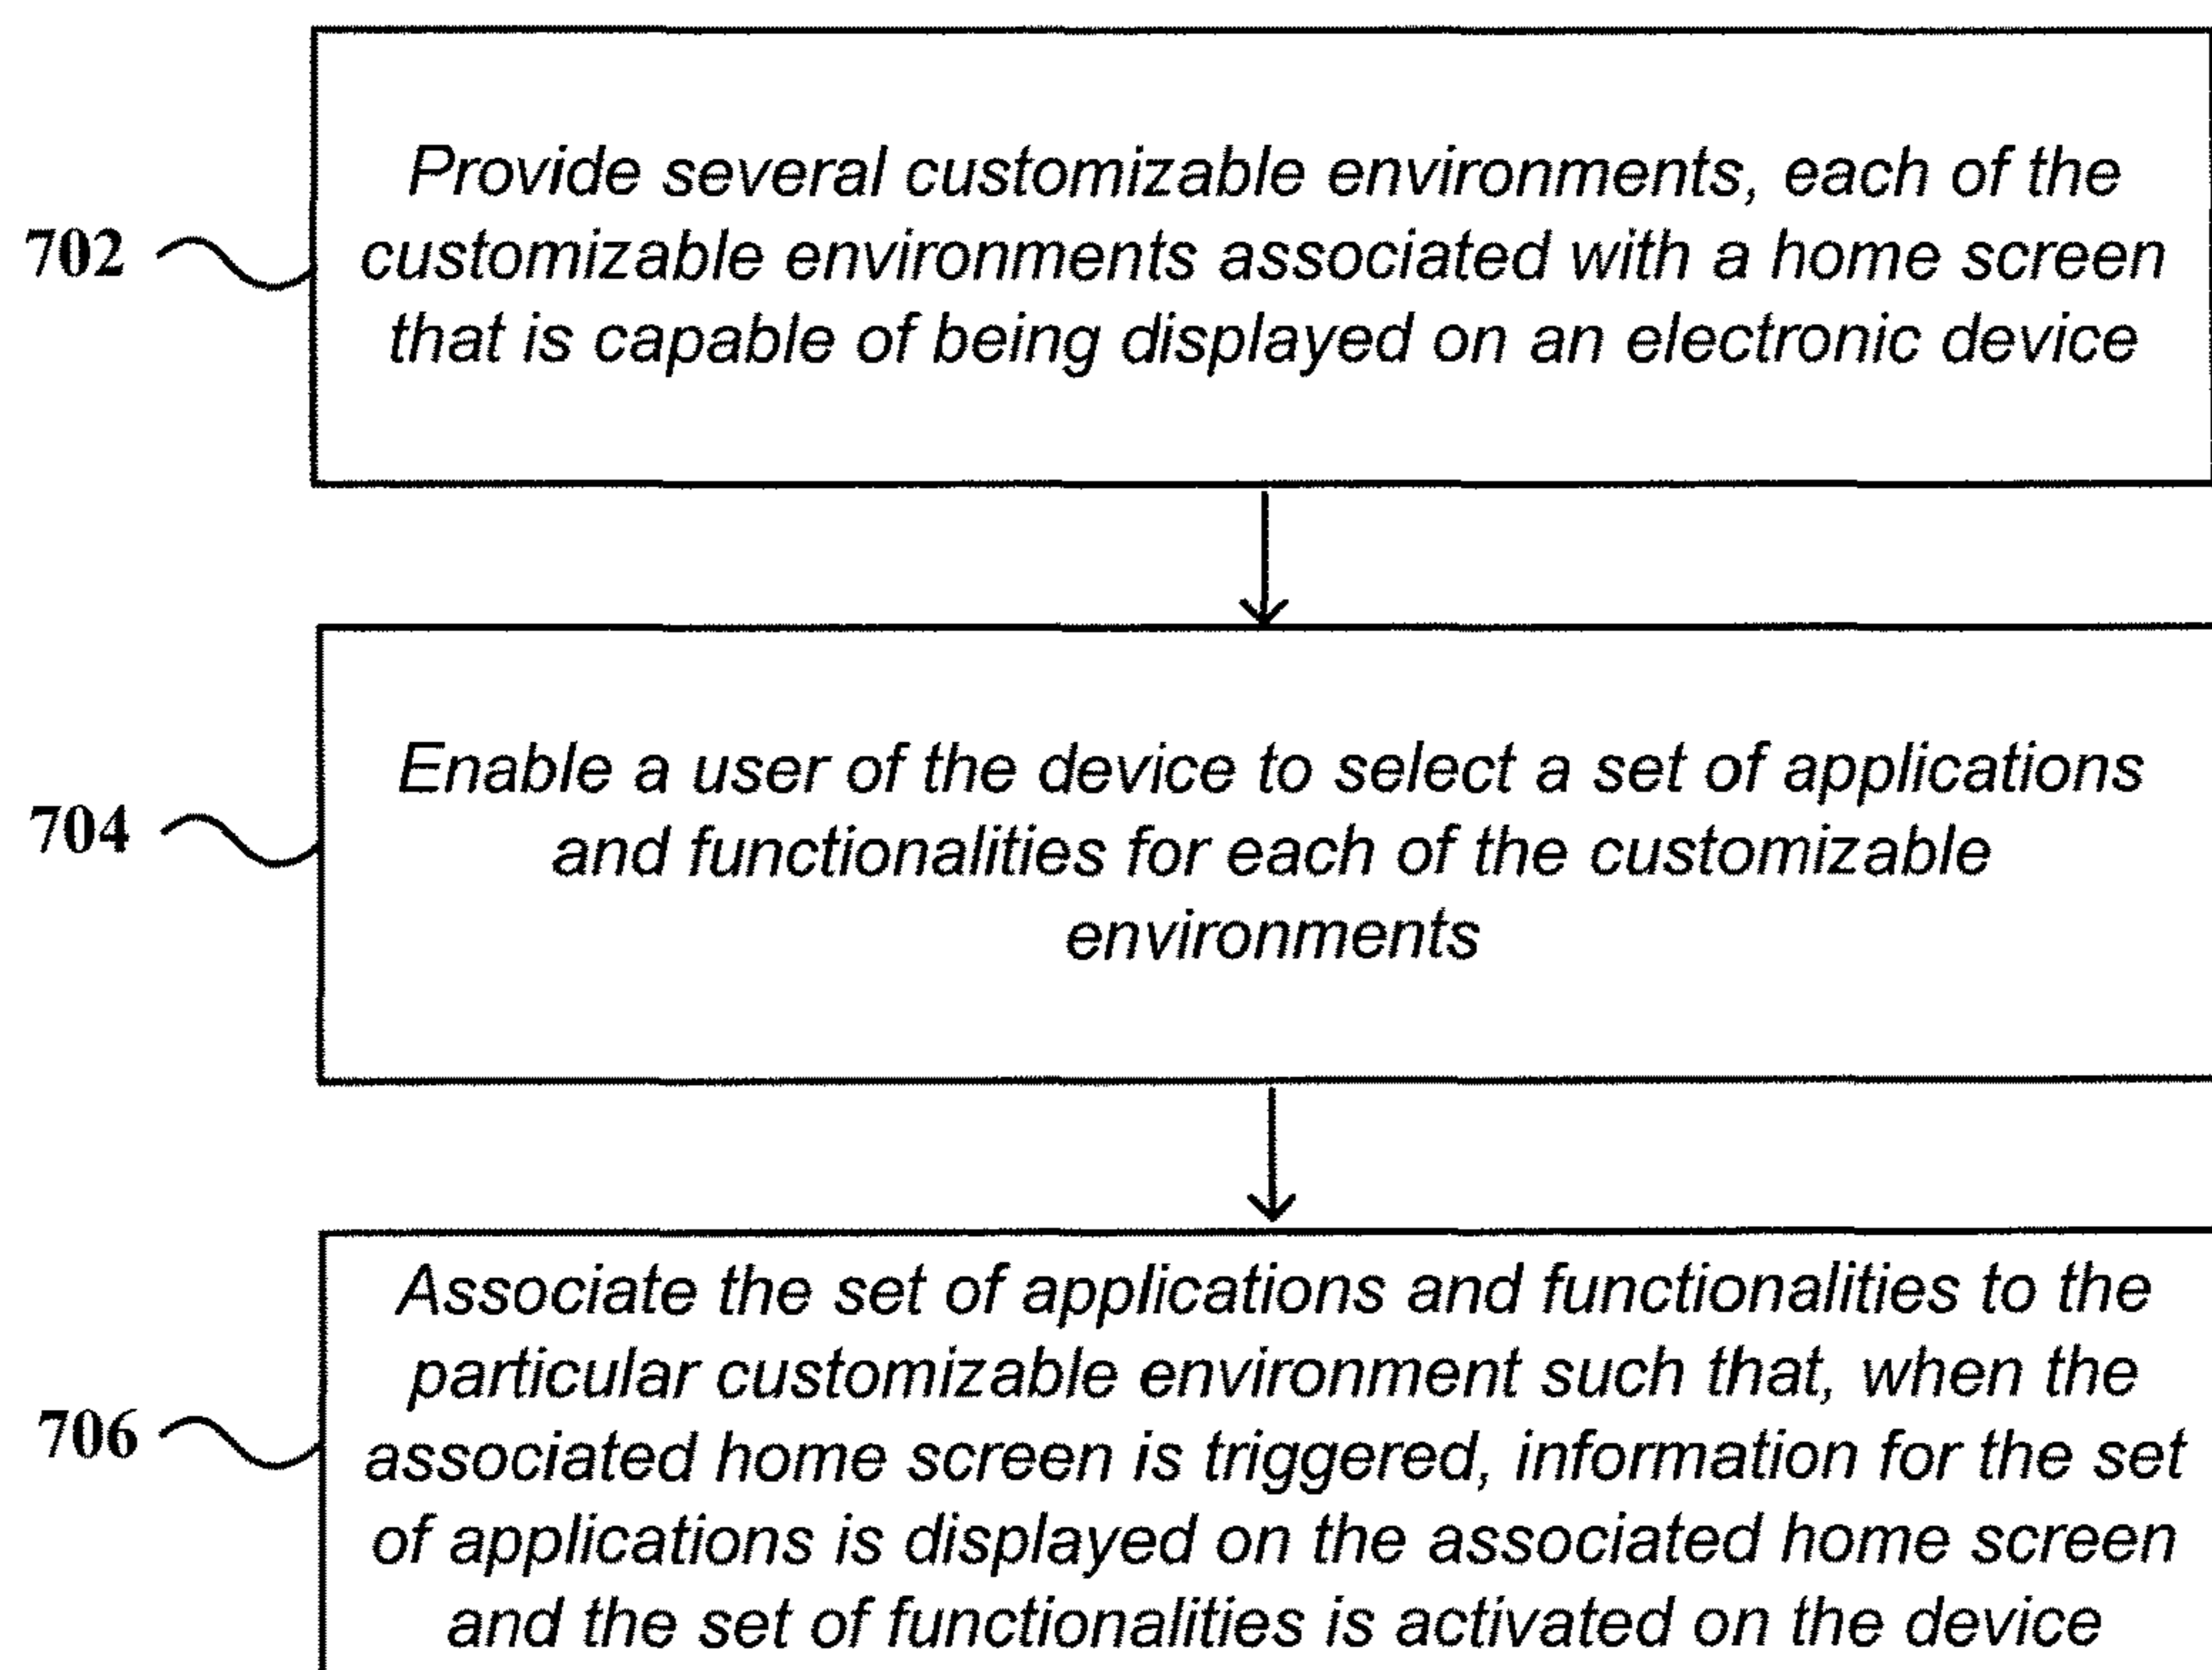 702
Provide several customizable environments, each of the
customizable environments associated with a home screen
that is capable of being displayed on an electronic device
704
Enable a user of the device to select a set of applications
and functionalities for each of the customizable
environments
706
Associate the set of applications and functionalities to the
particular customizable environment such that, when the
associated home screen is triggered, information for the set
of applications is displayed on the associated home screen
and the set of functionalities is activated on the device